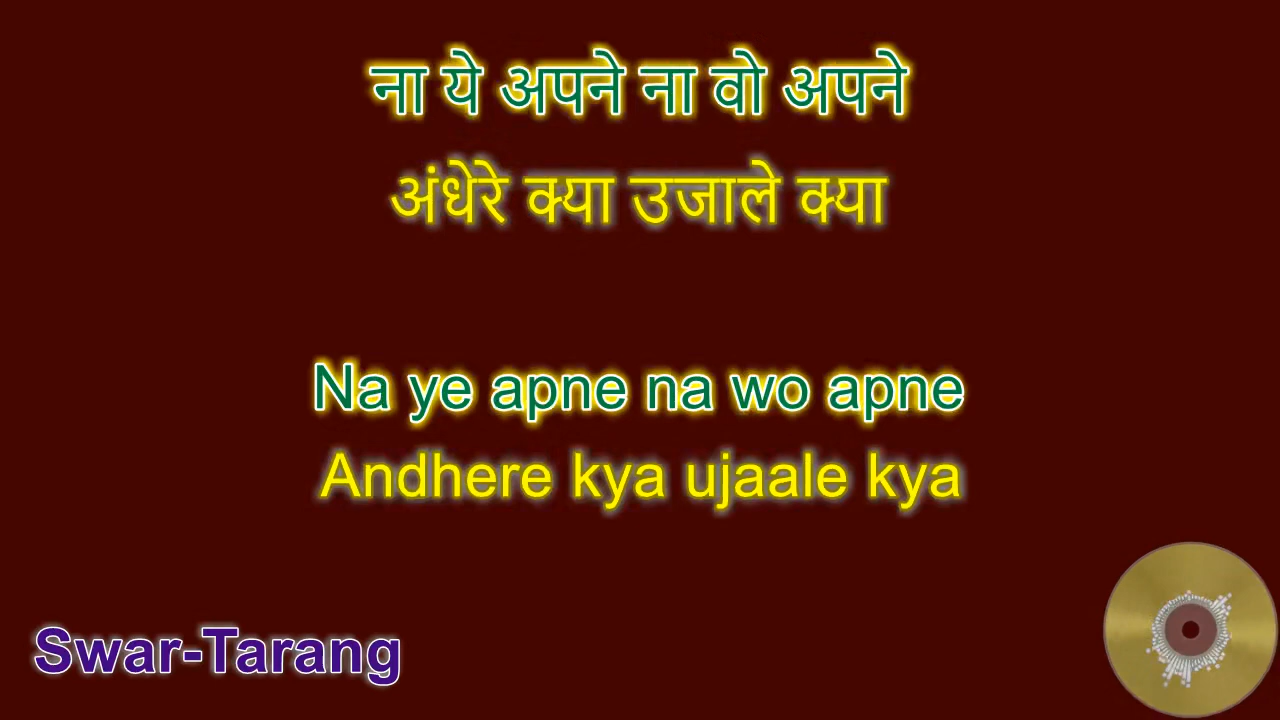 ना ये अपने ना वो अपने
अंधेरे क्या उजाले क्या
Na ye apne na wo apne
Andhere kya ujaale kya
Swar-Tarang